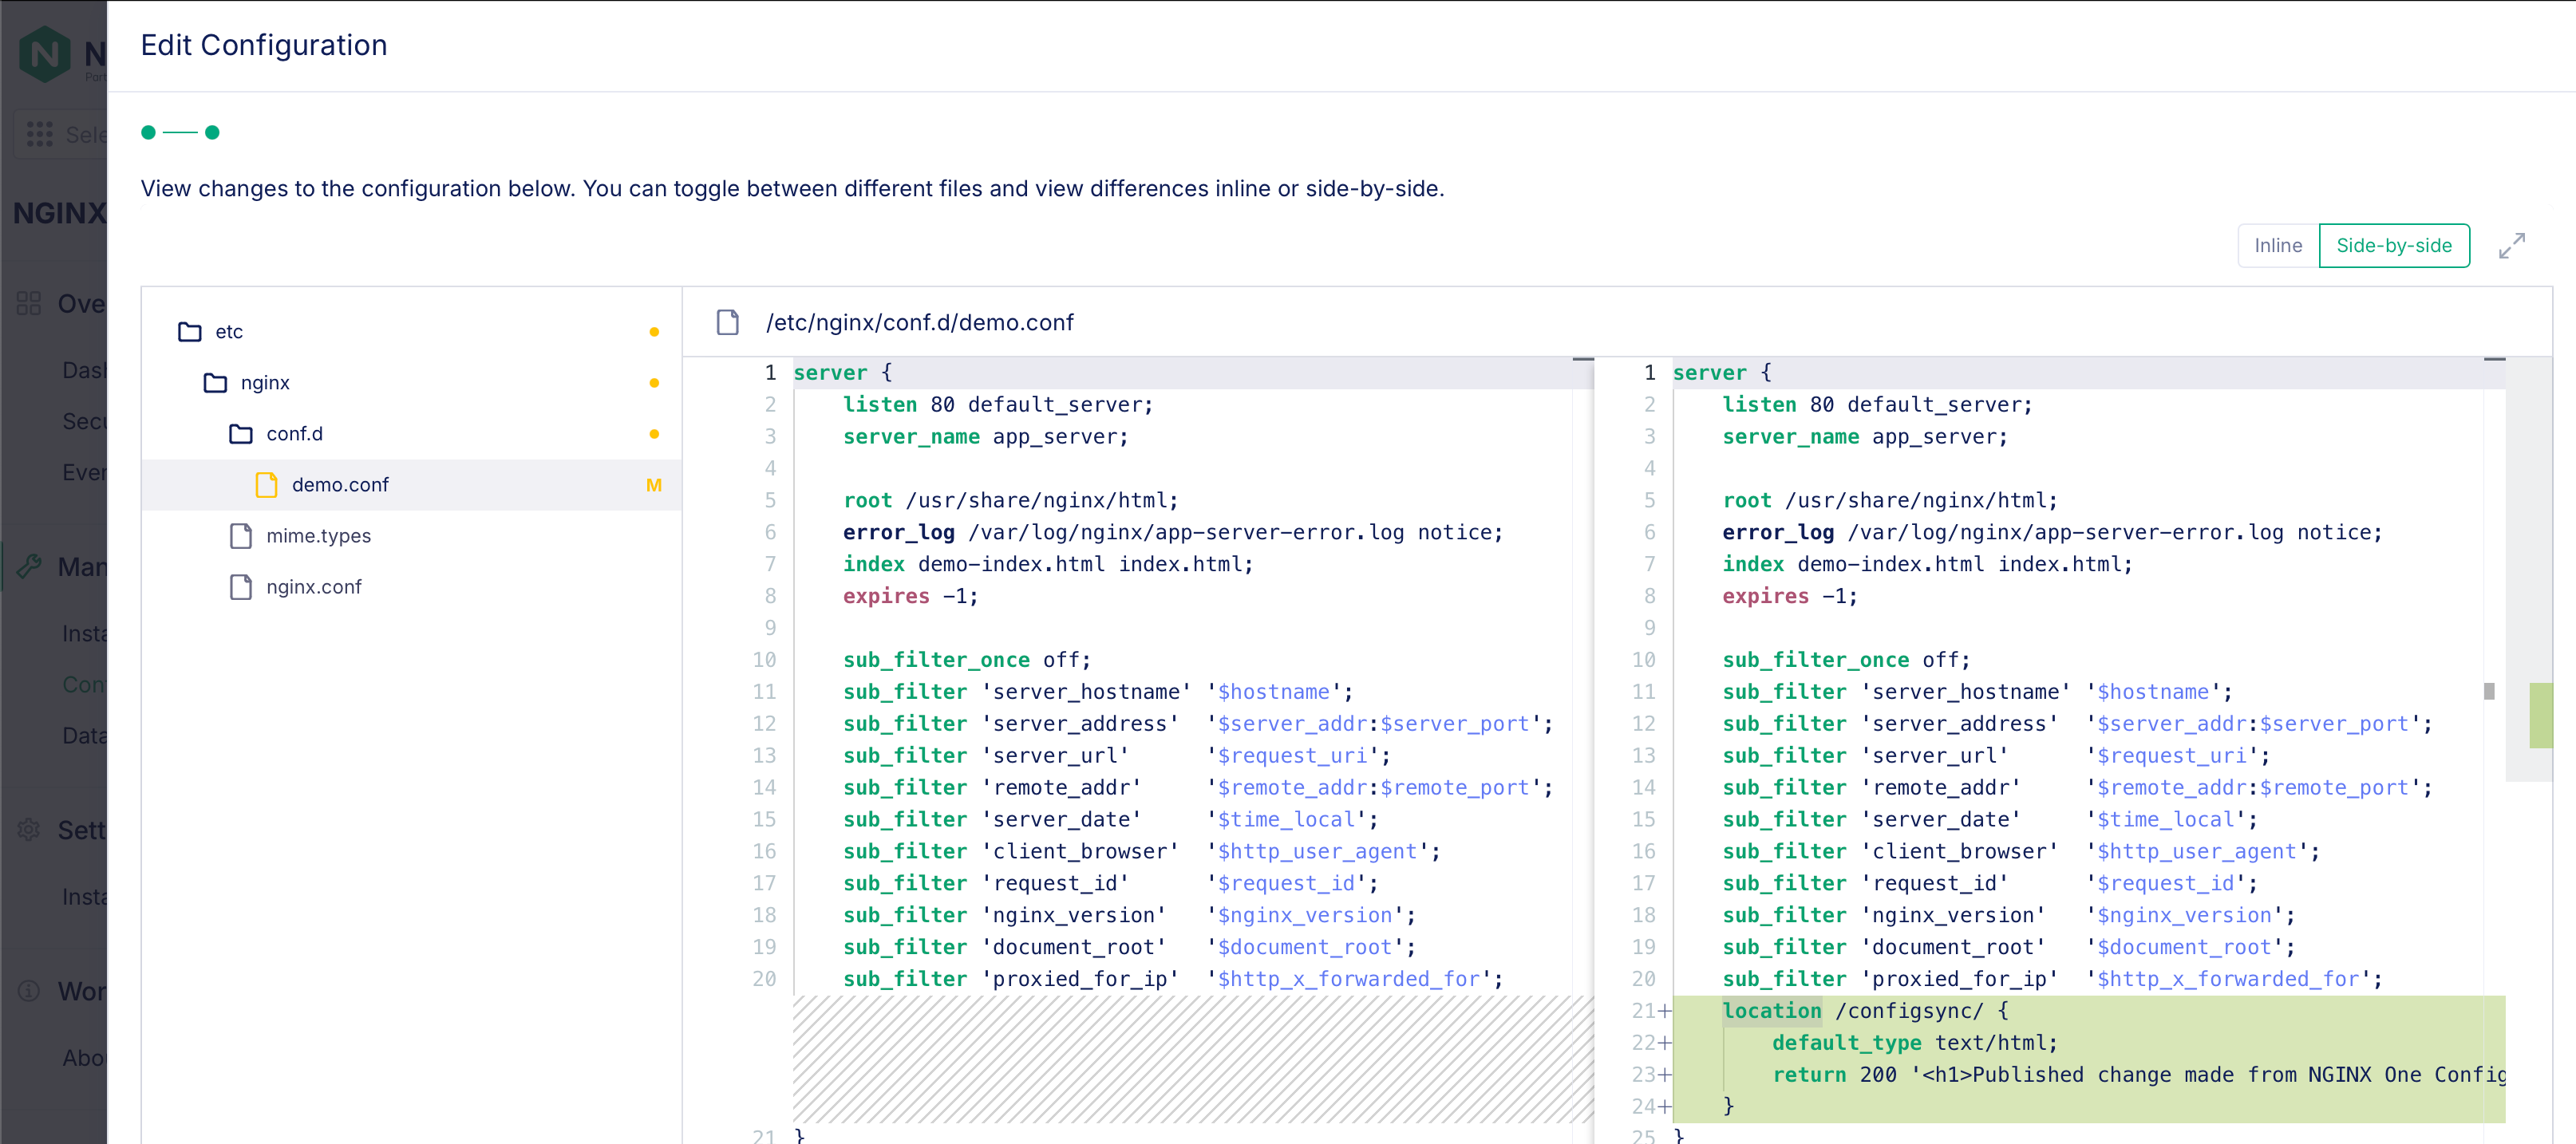 Edit Configuration
N
Part
Sele
View changes to the configuration below. You can toggle between different files and view differences inline or side-by-side.
NGINX
Inline
Side-by-side
Ove
Dash
Secu
Even
Man
Insta
Con
Data
Sett
Insta
Wor
Abo
etc
nginx
conf.d
demo.conf M
mime.types
nginx.conf
/etc/nginx/conf.d/demo.conf
1 server {
2 listen 80 default_server;
3 server_name app_server;
4
5 root /usr/share/nginx/html;
6 error_log /var/log/nginx/app-server-error.log notice;
7 index demo-index.html index.html;
8 expires -1;
9
10 sub_filter_once off;
11 sub_filter 'server_hostname' '$hostname';
12 sub_filter 'server_address'  '$server_addr:$server_port';
13 sub_filter 'server_url'      '$request_uri';
14 sub_filter 'remote_addr'     '$remote_addr:$remote_port';
15 sub_filter 'server_date'     '$time_local';
16 sub_filter 'client_browser'  '$http_user_agent';
17 sub_filter 'request_id'      '$request_id';
18 sub_filter 'nginx_version'   '$nginx_version';
19 sub_filter 'document_root'   '$document_root';
20 sub_filter 'proxied_for_ip'  '$http_x_forwarded_for';
21 }
1 server {
2 listen 80 default_server;
3 server_name app_server;
4
5 root /usr/share/nginx/html;
6 error_log /var/log/nginx/app-server-error.log notice;
7 index demo-index.html index.html;
8 expires -1;
9
10 sub_filter_once off;
11 sub_filter 'server_hostname' '$hostname';
12 sub_filter 'server_address'  '$server_addr:$server_port';
13 sub_filter 'server_url'      '$request_uri';
14 sub_filter 'remote_addr'     '$remote_addr:$remote_port';
15 sub_filter 'server_date'     '$time_local';
16 sub_filter 'client_browser'  '$http_user_agent';
17 sub_filter 'request_id'      '$request_id';
18 sub_filter 'nginx_version'   '$nginx_version';
19 sub_filter 'document_root'   '$document_root';
20 sub_filter 'proxied_for_ip'  '$http_x_forwarded_for';
21+ location /configsync/ {
22+ default_type text/html;
23+ return 200 '<h1>Published change made from NGINX One Config
24+ }
25 }